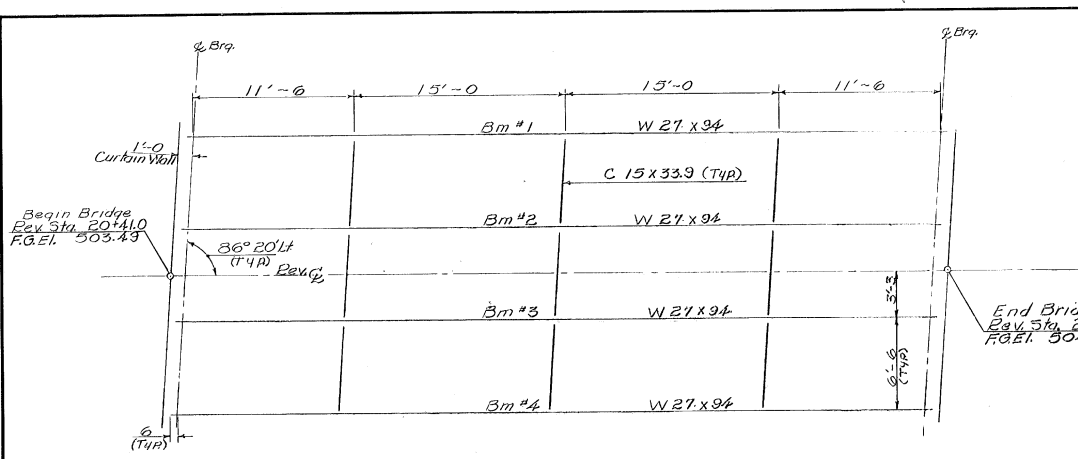 ℄ Brg.
℄ Brg.
11'-6 15'-0 15'-0 11'-6
Bm #1 W 27 x 94
1'-0
Curtain Wall
C 15 x 33.9 (Typ.)
Begin Bridge
Rev. Sta. 20+41.0
F.G.El. 503.49
Bm #2 W 27 x 94
86° 20' Lt
(Typ.)
Rev. ℄
3'-3
Bm #3 W 27 x 94
End Brid
Rev. Sta. 2
F.G.El. 50
6'-6
(Typ.)
Bm #4 W 27 x 94
6
(Typ.)